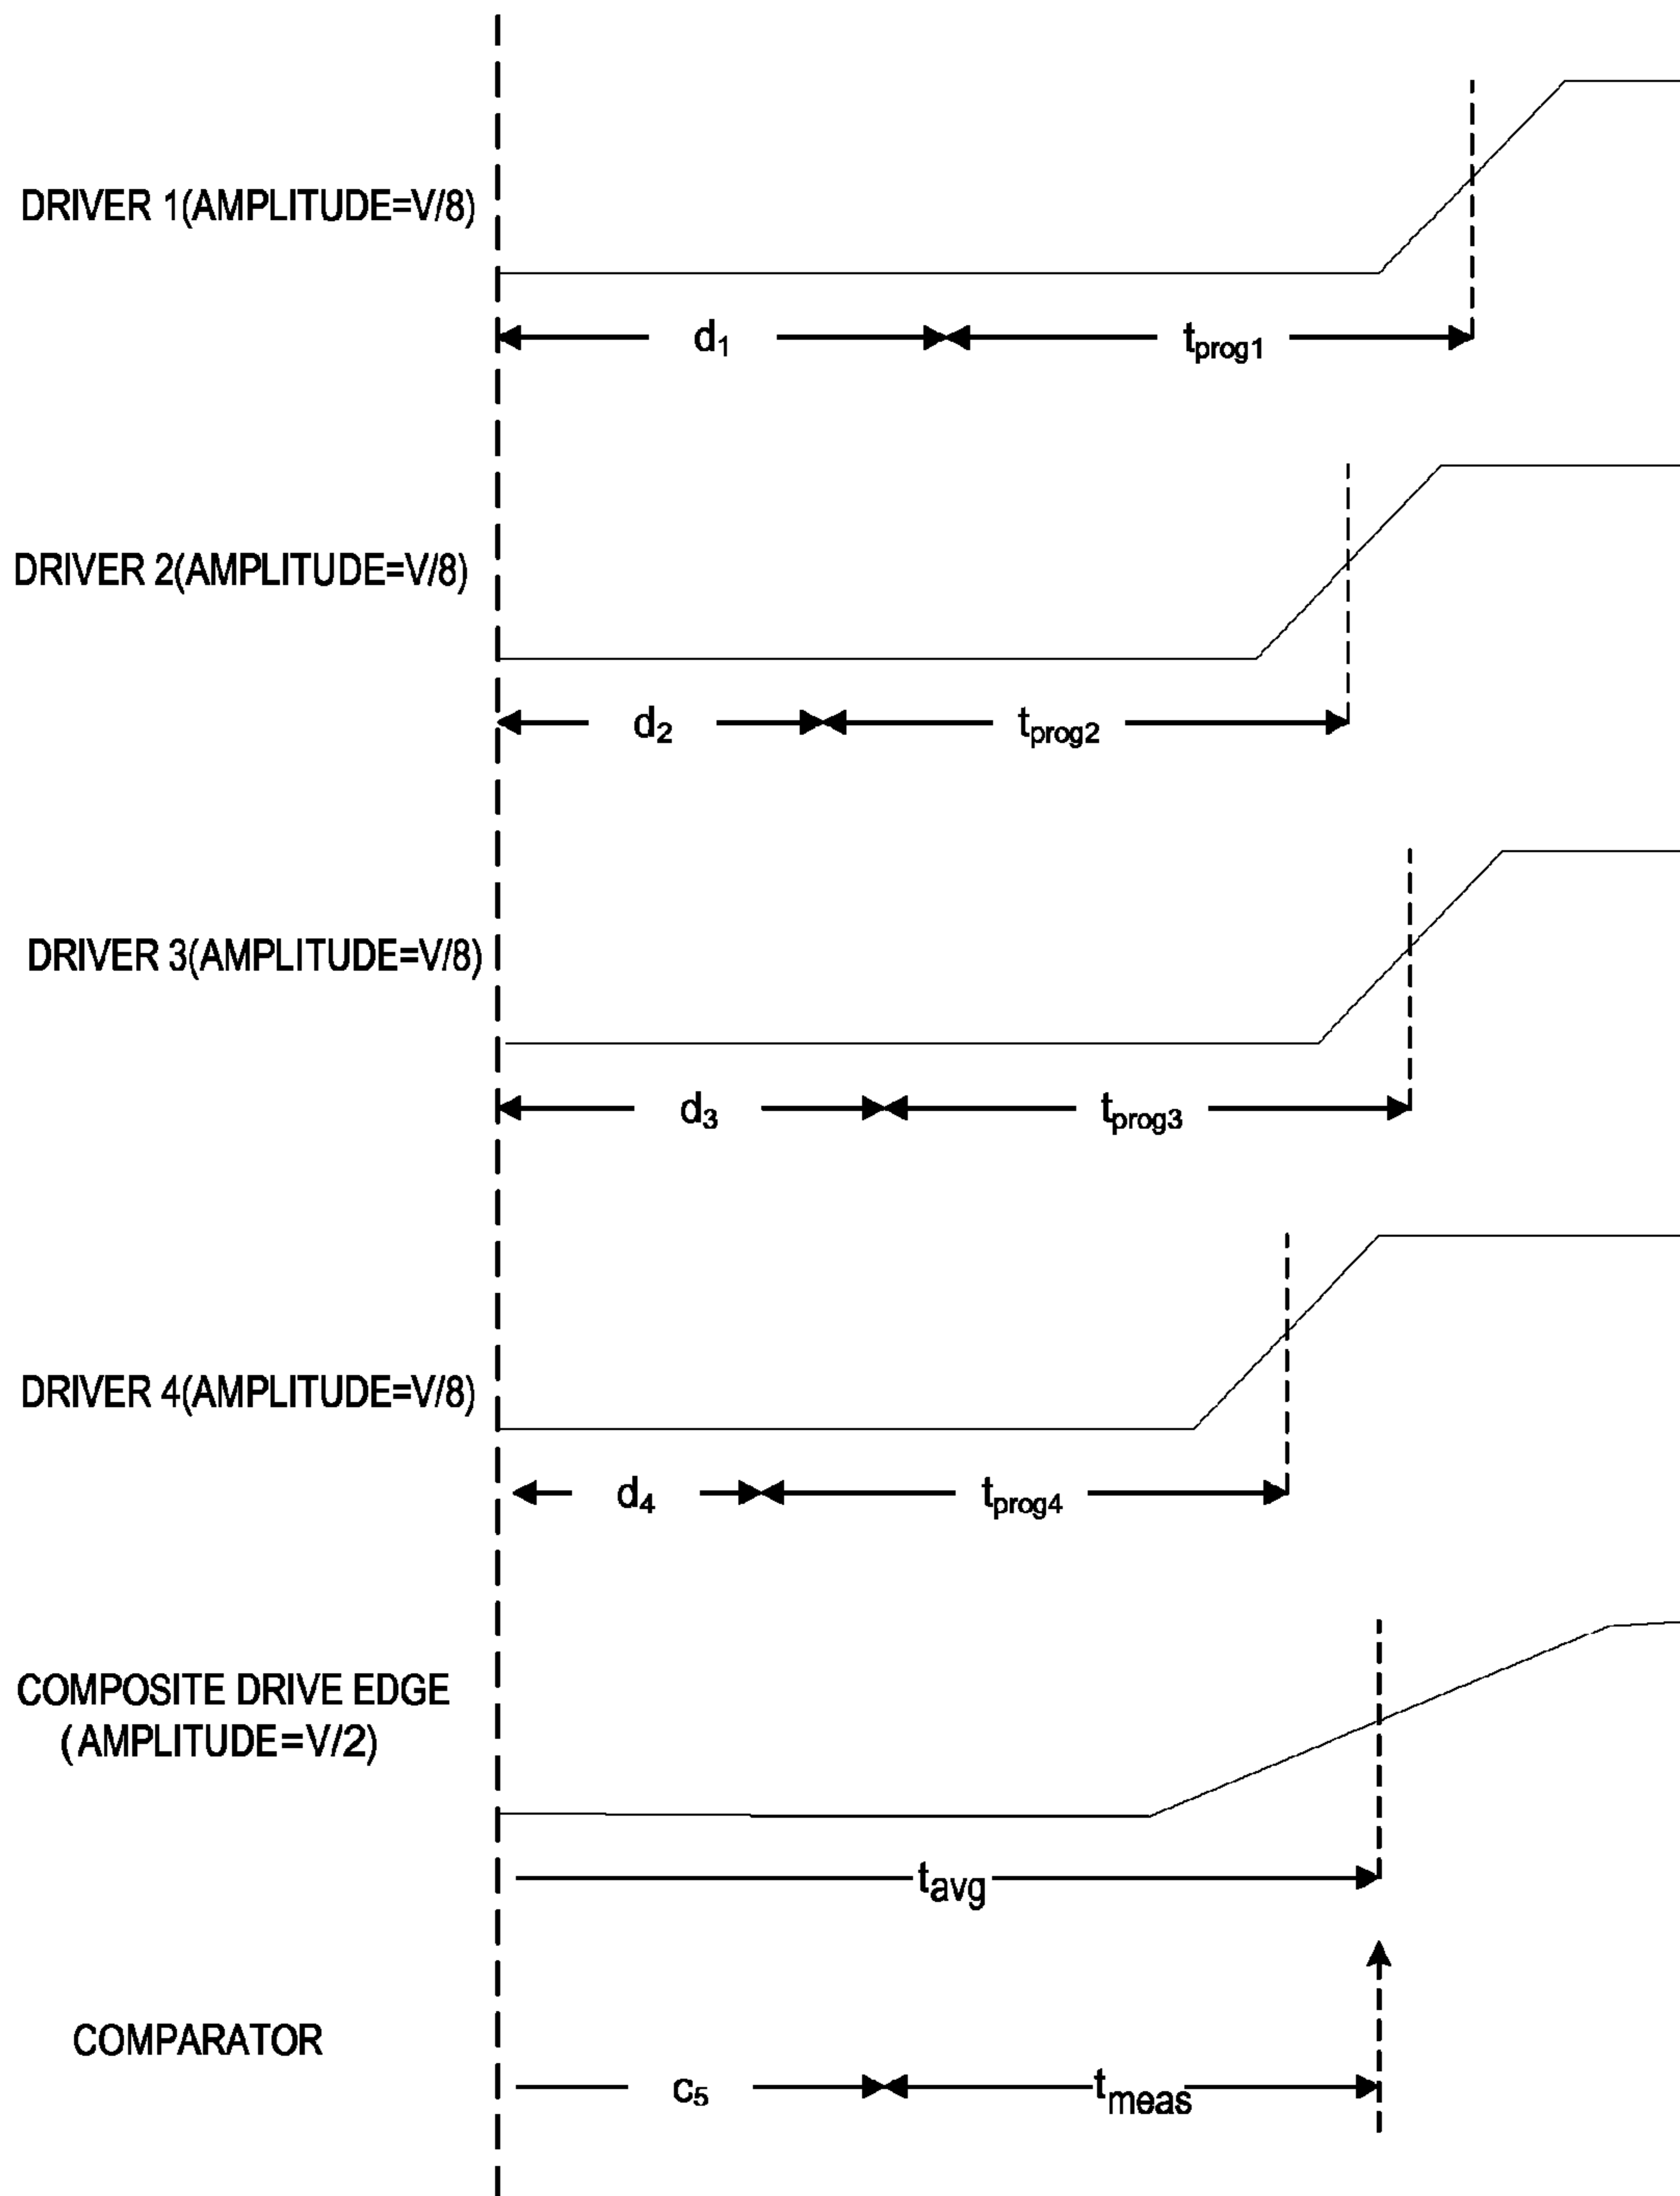 DRIVER 1(AMPLITUDE=V/8)
d1
tprog1
DRIVER 2(AMPLITUDE=V/8)
d2
tprog2
DRIVER 3(AMPLITUDE=V/8)
d3
tprog3
DRIVER 4(AMPLITUDE=V/8)
d4
tprog4
COMPOSITE DRIVE EDGE
(AMPLITUDE=V/2)
tavg
COMPARATOR
c5
tmeas